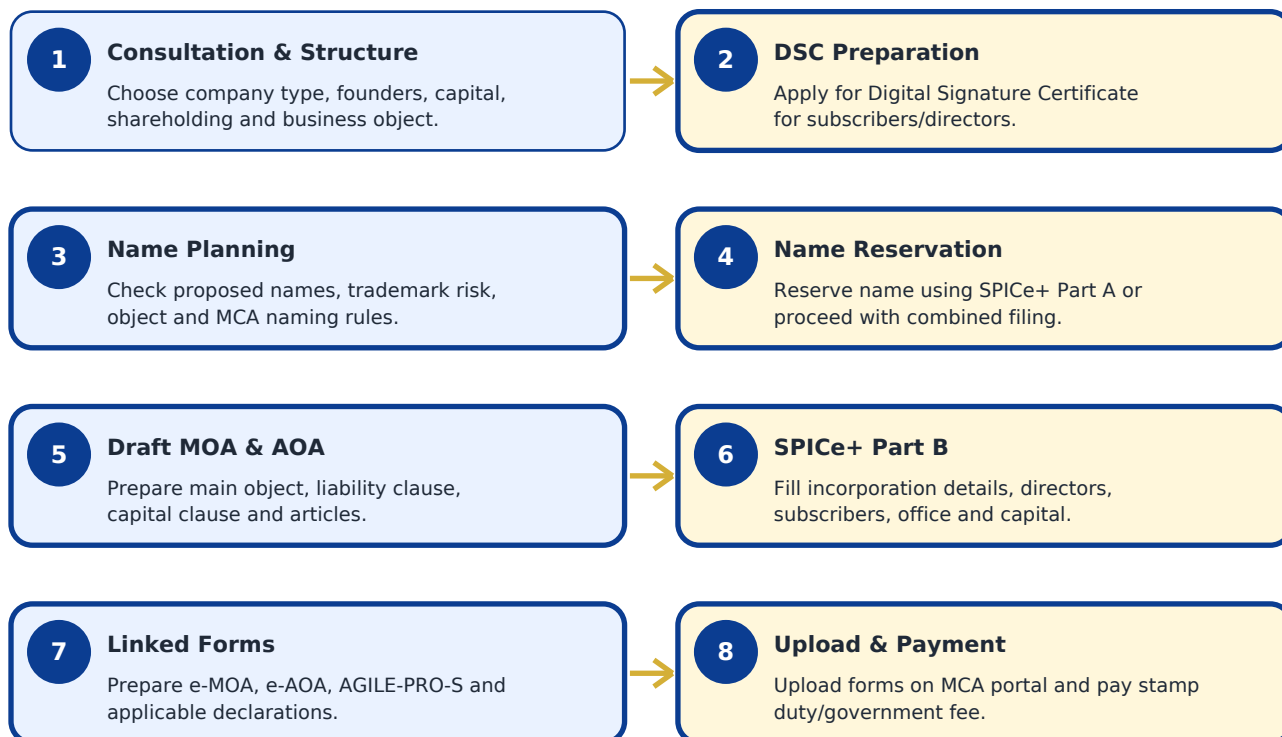 1
Consultation & Structure
Choose company type, founders, capital,
shareholding and business object.
2
DSC Preparation
Apply for Digital Signature Certificate
for subscribers/directors.
3
Name Planning
Check proposed names, trademark risk,
object and MCA naming rules.
4
Name Reservation
Reserve name using SPICe+ Part A or
proceed with combined filing.
5
Draft MOA & AOA
Prepare main object, liability clause,
capital clause and articles.
6
SPICe+ Part B
Fill incorporation details, directors,
subscribers, office and capital.
7
Linked Forms
Prepare e-MOA, e-AOA, AGILE-PRO-S and
applicable declarations.
8
Upload & Payment
Upload forms on MCA portal and pay stamp
duty/government fee.